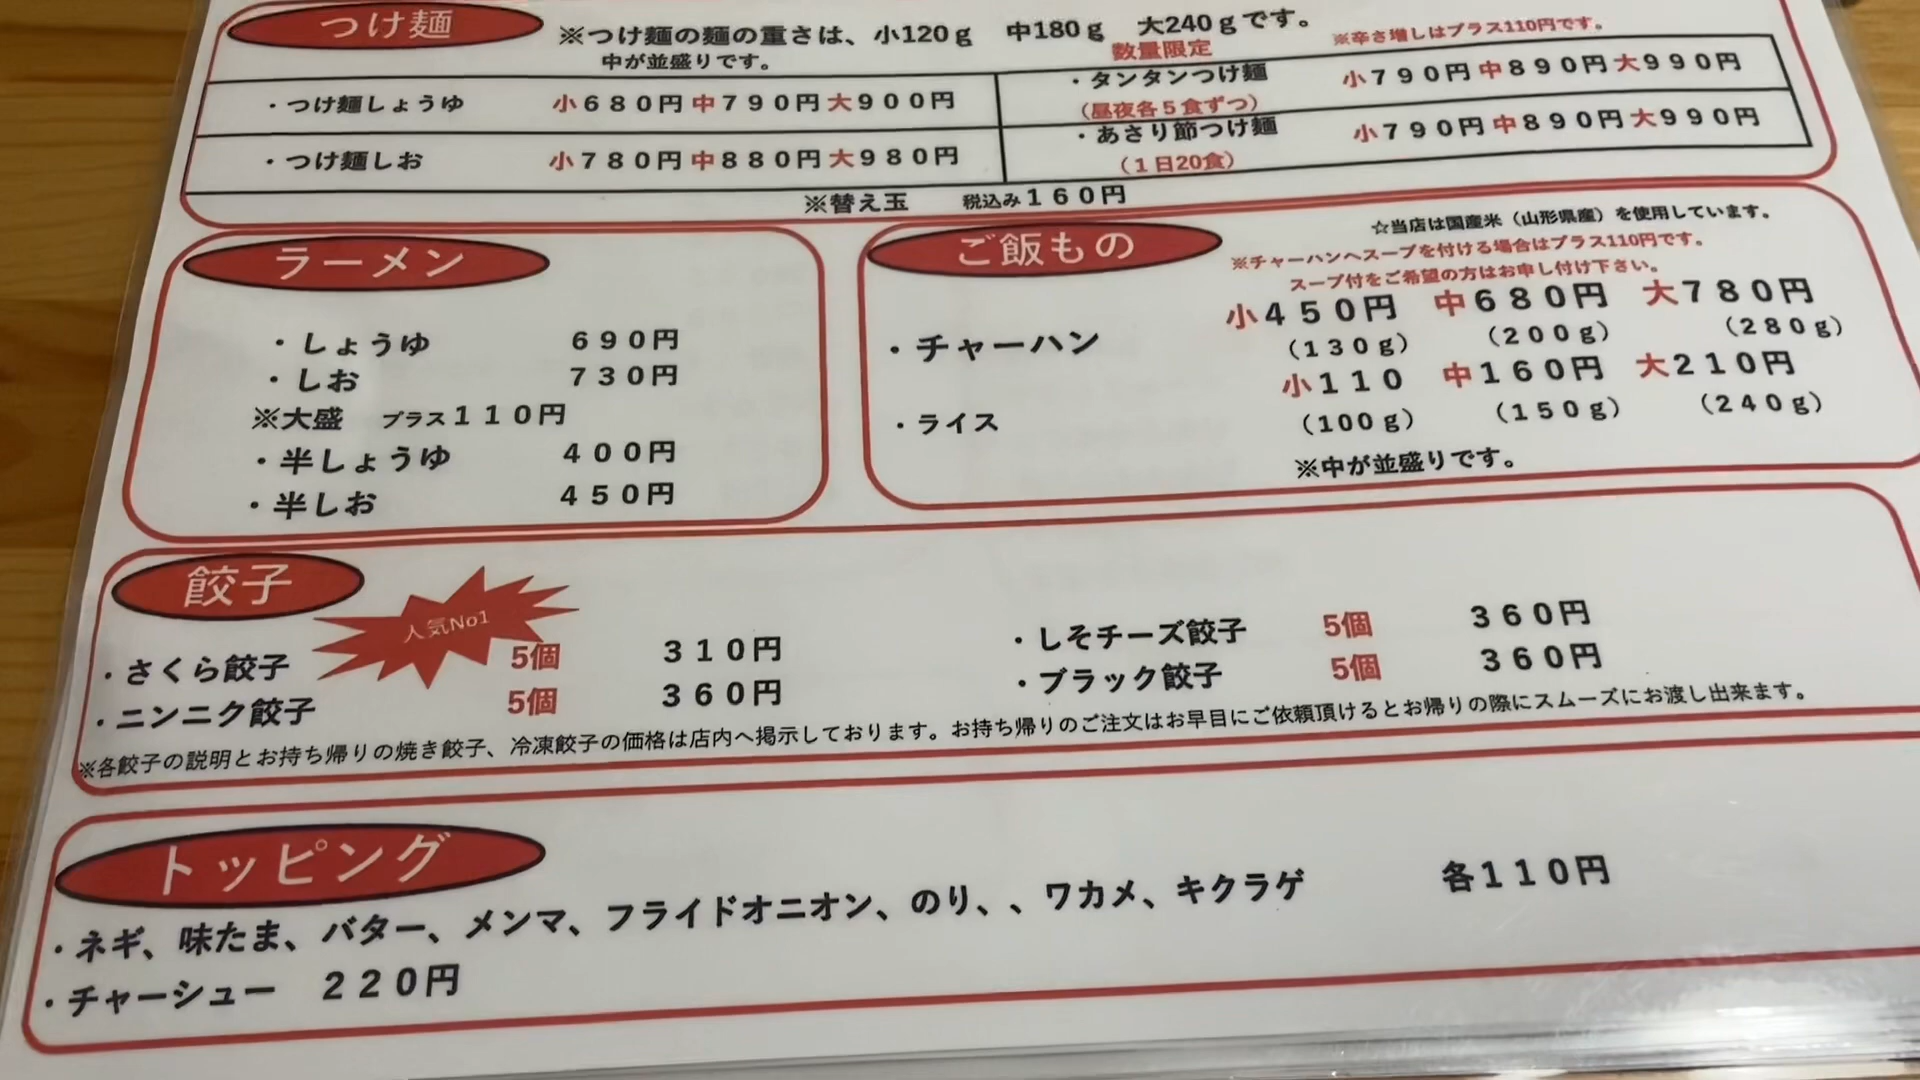 つけ麺
※つけ麺の麺の重さは、小120ｇ　中180ｇ　大240ｇです。
中が並盛りです。
数量限定
※辛さ増しはプラス110円です。
・つけ麺しょうゆ　小６８０円 中７９０円 大９００円
・タンタンつけ麺　小７９０円 中８９０円 大９９０円
（昼夜各５食ずつ）
・つけ麺しお　小７８０円 中８８０円 大９８０円
・あさり節つけ麺　小７９０円 中８９０円 大９９０円
（１日20食）
※替え玉　税込み１６０円
ラーメン
・しょうゆ　６９０円
・しお　７３０円
※大盛　プラス１１０円
・半しょうゆ　４００円
・半しお　４５０円
ご飯もの
☆当店は国産米（山形県産）を使用しています。
※チャーハンへスープを付ける場合はプラス110円です。
スープ付をご希望の方はお申し付け下さい。
・チャーハン　小４５０円　中６８０円　大７８０円
（１３０ｇ）　（２００ｇ）　（２８０ｇ）
・ライス　小１１０　中１６０円　大２１０円
（100ｇ）　（１５０ｇ）　（２４０ｇ）
※中が並盛りです。
餃子
人気No1
・さくら餃子　5個　３１０円
・ニンニク餃子　5個　３６０円
・しそチーズ餃子　5個　３６０円
・ブラック餃子　5個　３６０円
※各餃子の説明とお持ち帰りの焼き餃子、冷凍餃子の価格は店内へ掲示しております。お持ち帰りのご注文はお早目にご依頼頂けるとお帰りの際にスムーズにお渡し出来ます。
トッピング
・ネギ、味たま、バター、メンマ、フライドオニオン、のり、、ワカメ、キクラゲ　各１１０円
・チャーシュー　２２０円